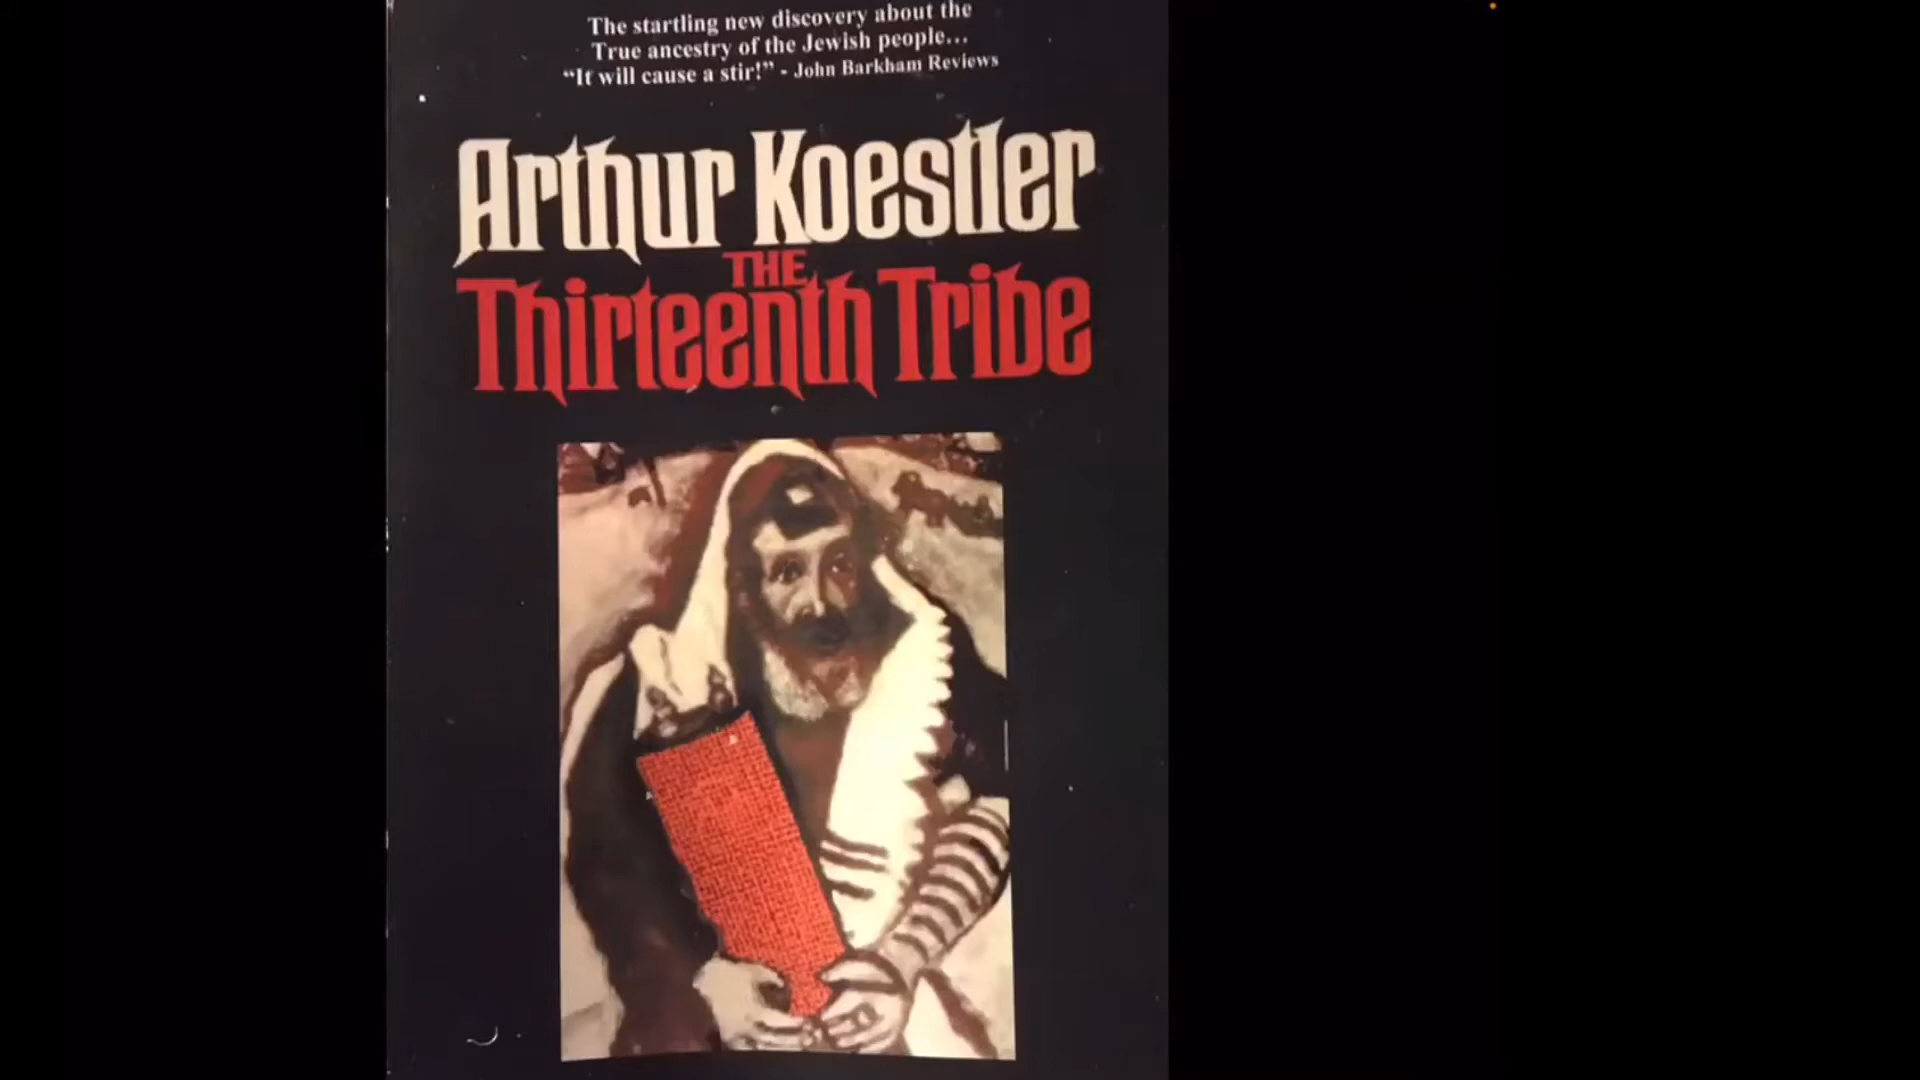 The startling new discovery about the
True ancestry of the Jewish people...
“It will cause a stir!” - John Barkham Reviews
Arthur Koestler
THE
Thirteenth Tribe